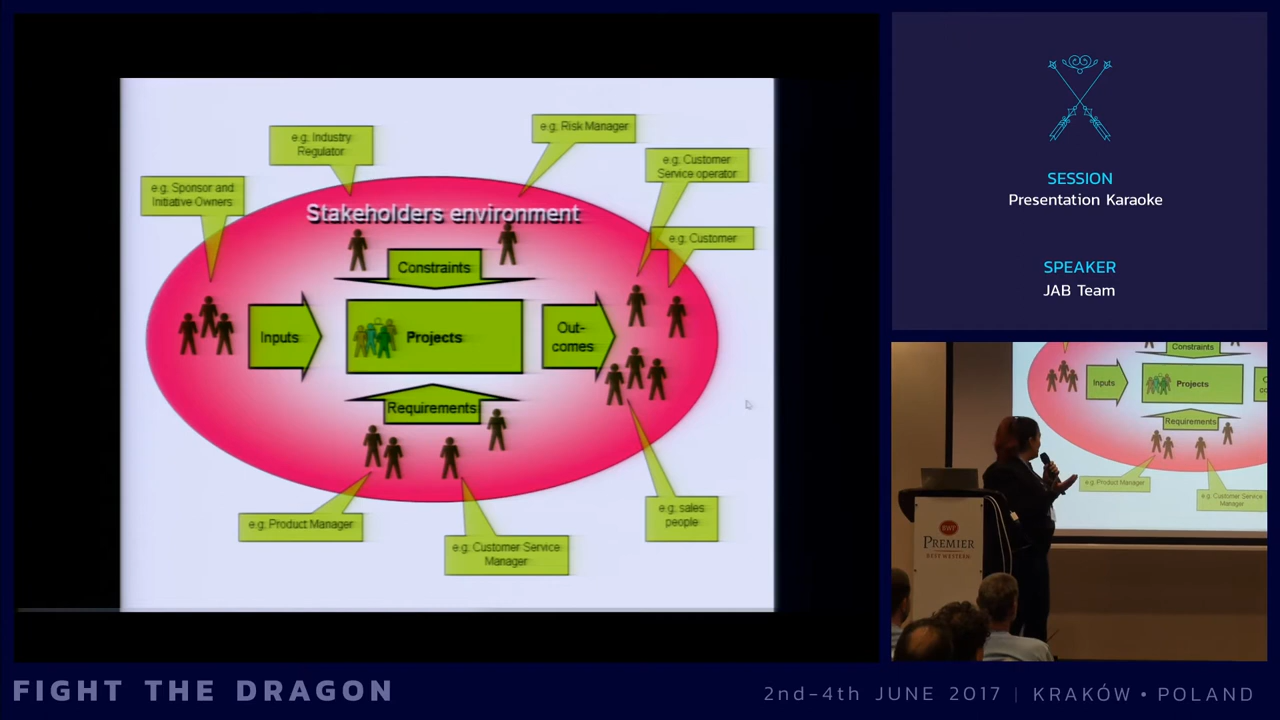 e.g. Industry
Regulator
e.g. Risk Manager
e.g. Customer
Service operator
e.g. Sponsor and
Initiative Owners
Stakeholders environment
e.g. Customer
Constraints
Inputs
Projects
Out-
comes
Requirements
e.g. Product Manager
e.g. Customer Service
Manager
e.g. sales
people
SESSION
Presentation Karaoke
SPEAKER
JAB Team
Constraints
Inputs
Projects
Requirements
e.g. Product Manager
e.g. Customer Service
Manager
BWP
PREMIER
BEST WESTERN
FIGHT THE DRAGON
2nd-4th JUNE 2017 | KRAKÓW • POLAND